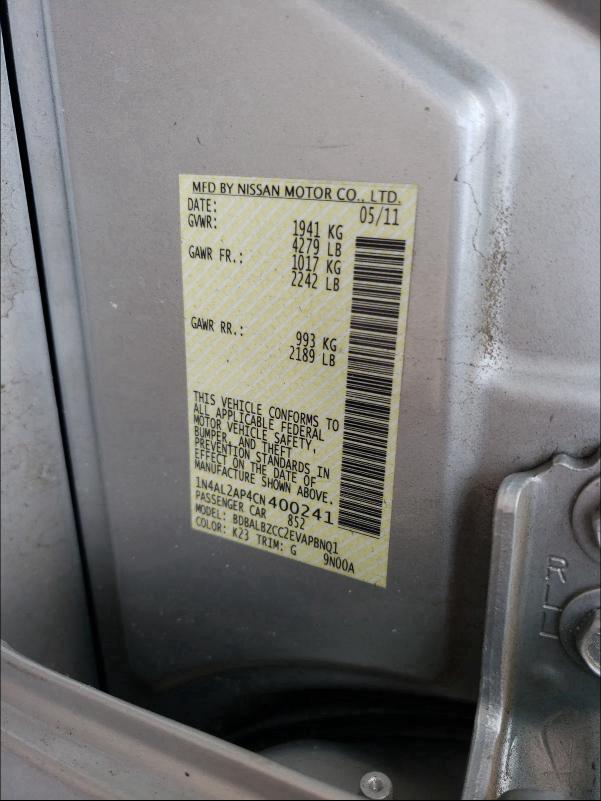 MFD BY NISSAN MOTOR CO., LTD.
DATE: 05/11
GVWR: 1941 KG
4279 LB
GAWR FR.: 1017 KG
2242 LB
GAWR RR.: 993 KG
2189 LB
THIS VEHICLE CONFORMS TO
ALL APPLICABLE FEDERAL
MOTOR VEHICLE SAFETY,
BUMPER, AND THEFT
PREVENTION STANDARDS IN
EFFECT ON THE DATE OF
MANUFACTURE SHOWN ABOVE.
1N4AL2AP4CN400241
PASSENGER CAR 852
MODEL: BDBALBZCC2EVAPBNQ1
COLOR: K23 TRIM: G 9N00A